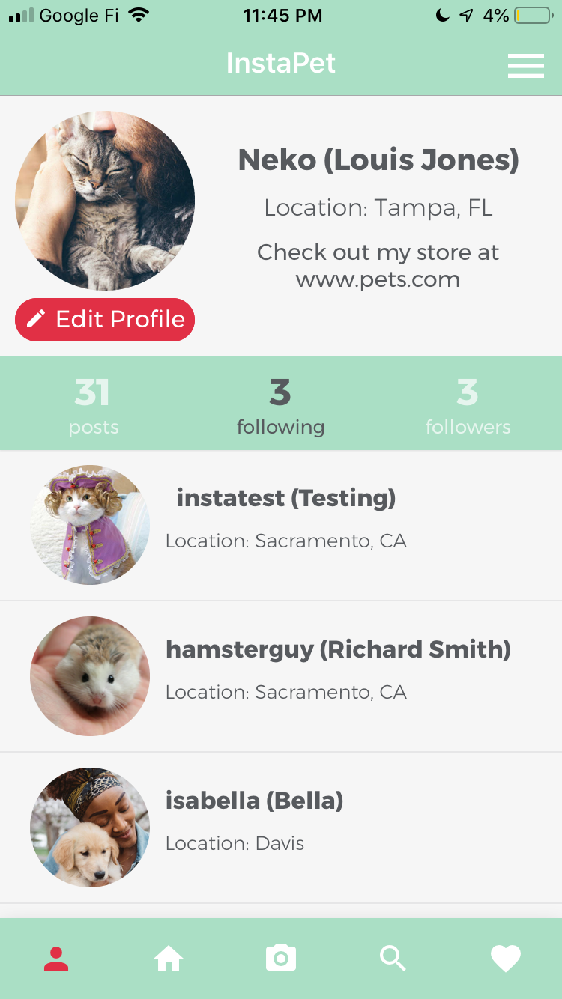 Google Fi 11:45 PM 4%
InstaPet
Neko (Louis Jones)
Location: Tampa, FL
Check out my store at
www.pets.com
Edit Profile
31 3 3
posts following followers
instatest (Testing)
Location: Sacramento, CA
hamsterguy (Richard Smith)
Location: Sacramento, CA
isabella (Bella)
Location: Davis